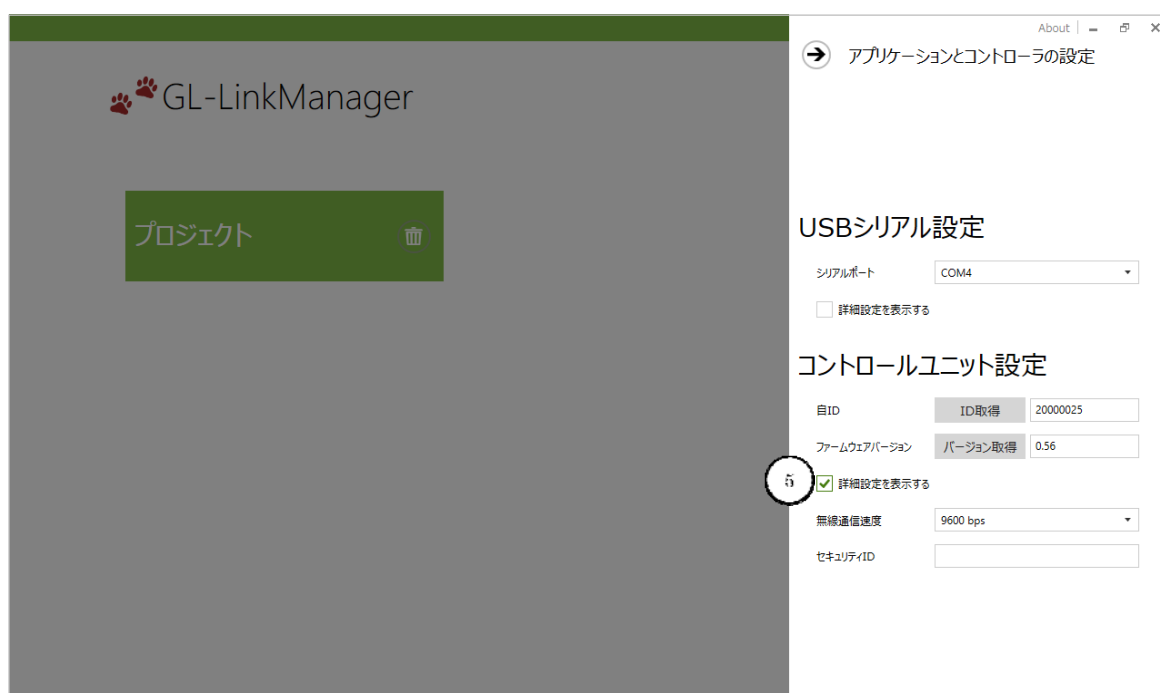 About
アプリケーションとコントローラの設定
GL-LinkManager
プロジェクト
USBシリアル設定
シリアルポート COM4
詳細設定を表示する
コントロールユニット設定
自ID ID取得 20000025
ファームウェアバージョン バージョン取得 0.56
5 詳細設定を表示する
無線通信速度 9600 bps
セキュリティID